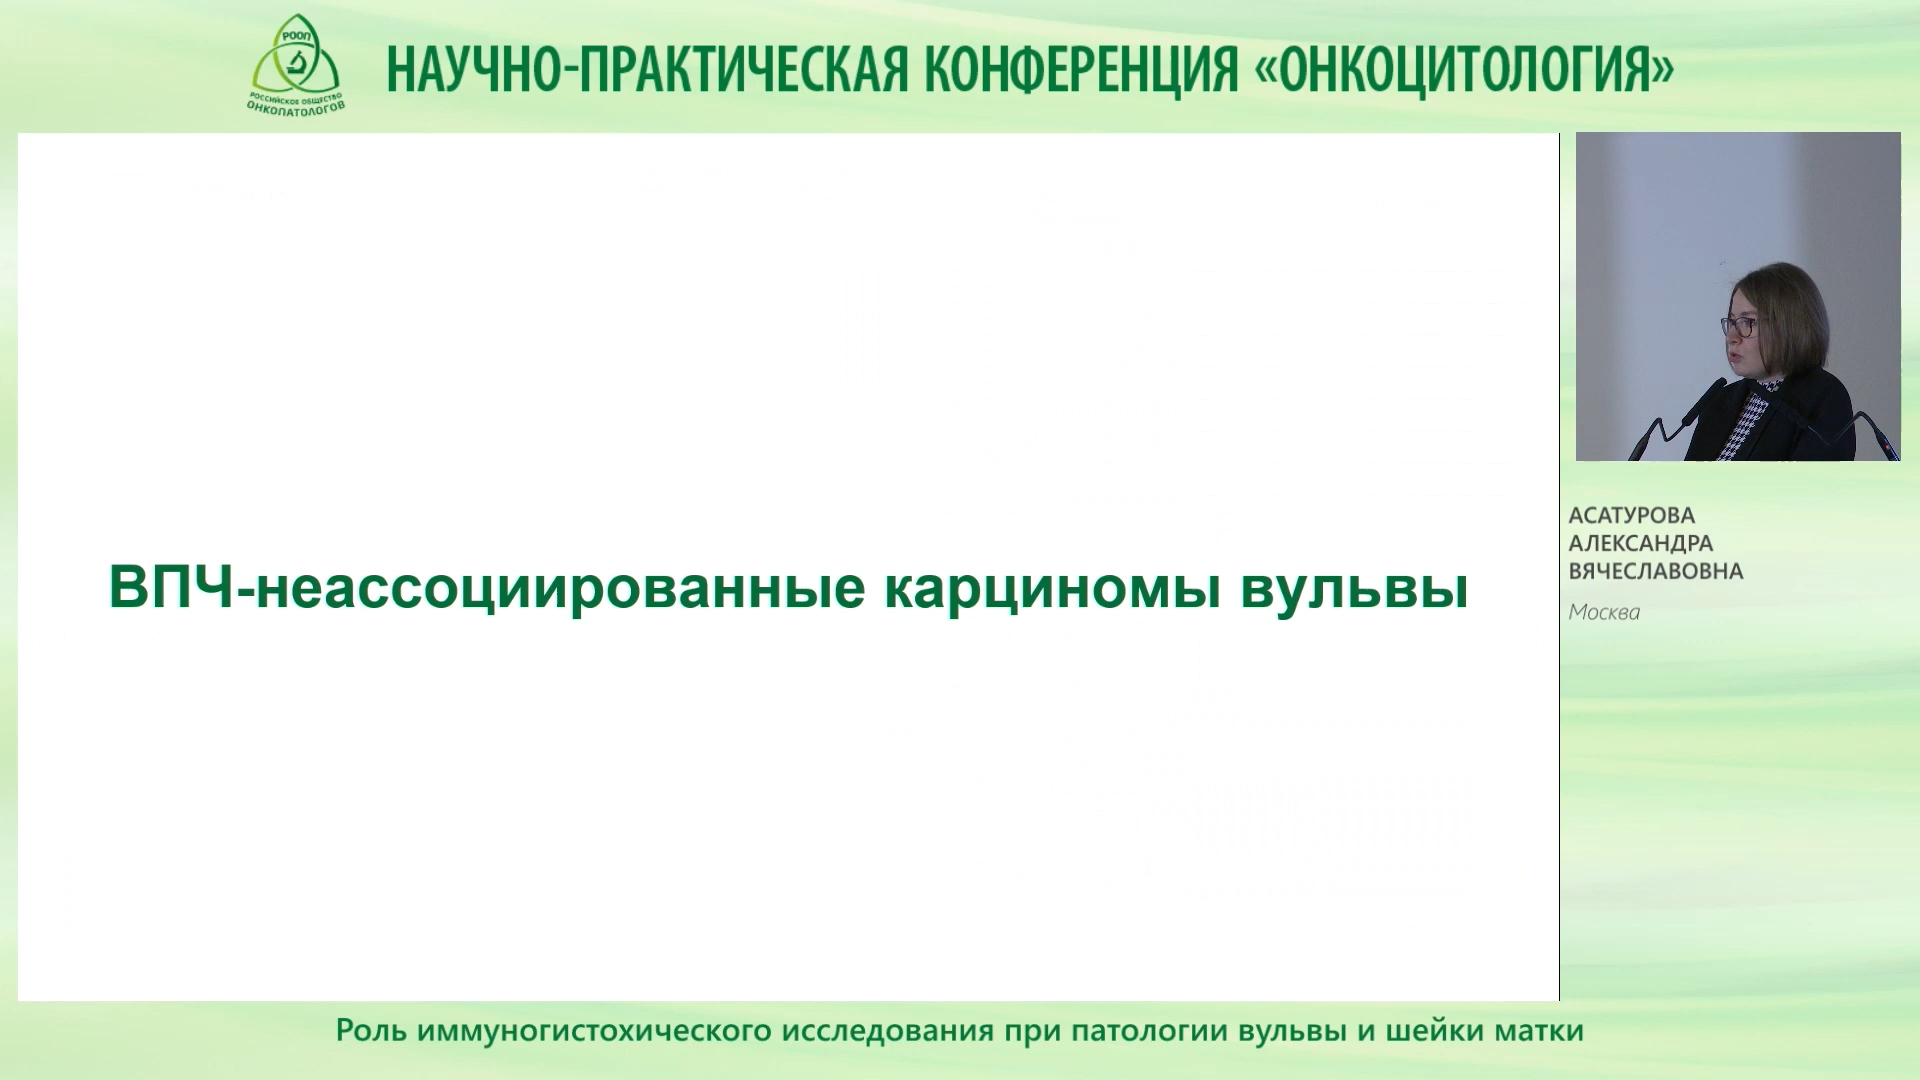 РООП
РОССИЙСКОЕ ОБЩЕСТВО
ОНКОПАТОЛОГОВ
НАУЧНО-ПРАКТИЧЕСКАЯ КОНФЕРЕНЦИЯ «ОНКОЦИТОЛОГИЯ»
ВПЧ-неассоциированные карциномы вульвы
АСАТУРОВА
АЛЕКСАНДРА
ВЯЧЕСЛАВОВНА
Москва
Роль иммуногистохического исследования при патологии вульвы и шейки матки